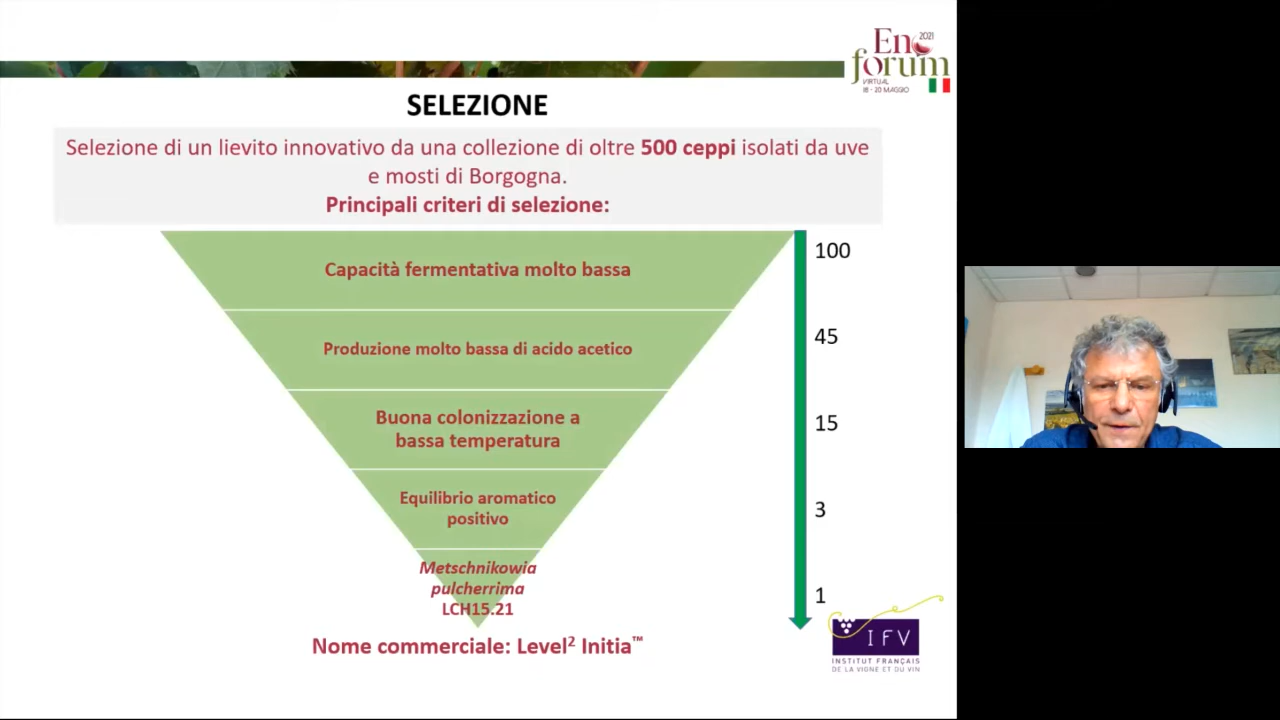 En
2021
forum
VIRTUAL
18 - 20 MAGGIO
SELEZIONE
Selezione di un lievito innovativo da una collezione di oltre 500 ceppi isolati da uve
e mosti di Borgogna.
Principali criteri di selezione:
Capacità fermentativa molto bassa
100
Produzione molto bassa di acido acetico
45
Buona colonizzazione a
bassa temperatura
15
Equilibrio aromatico
positivo
3
Metschnikowia
pulcherrima
LCH15.21
1
Nome commerciale: Level² Initia™
IFV
INSTITUT FRANÇAIS
DE LA VIGNE ET DU VIN